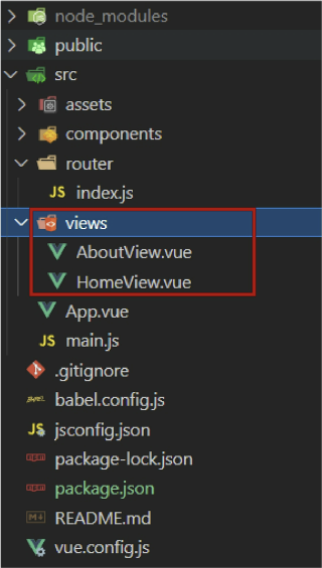 node_modules
public
src
assets
components
router
JS index.js
views
AboutView.vue
HomeView.vue
App.vue
JS main.js
.gitignore
babel.config.js
JS jsconfig.json
package-lock.json
package.json
README.md
vue.config.js